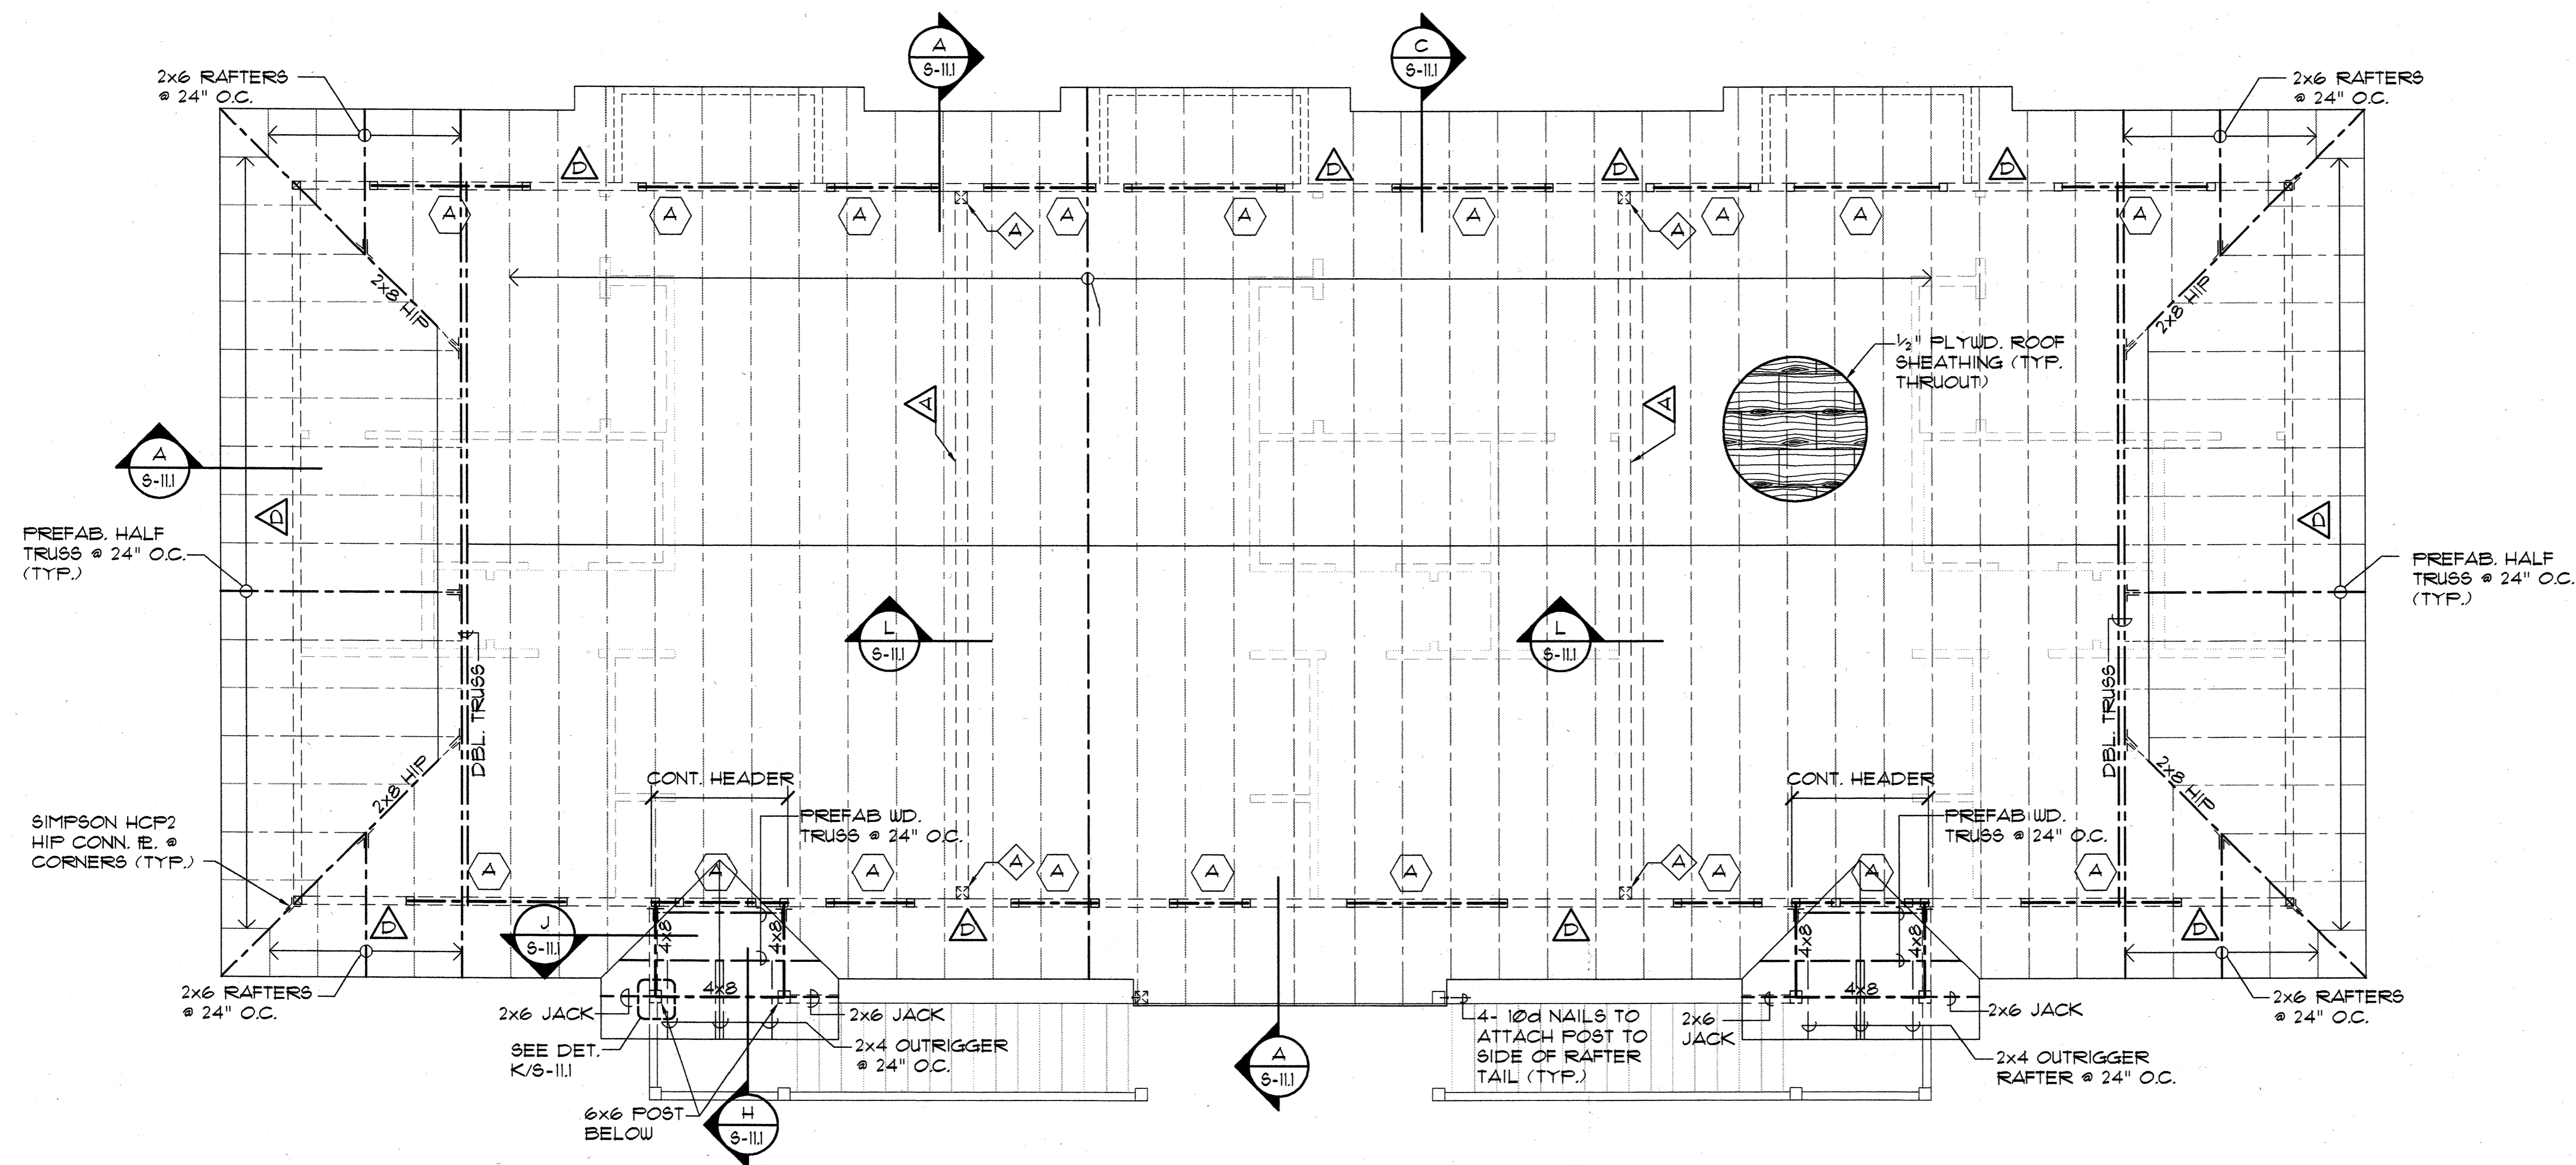 A
S-11.1
C
S-11.1
2x6 RAFTERS
@ 24" O.C.
2x6 RAFTERS
@ 24" O.C.
D
D
D
D
A
A
A
A
A
A
A
A
A
A
A
2x8 HIP
2x8 HIP
1/2" PLYWD. ROOF
SHEATHING (TYP.
THRUOUT)
A
A
A
S-11.1
D
D
PREFAB. HALF
TRUSS @ 24" O.C.
(TYP.)
PREFAB. HALF
TRUSS @ 24" O.C.
(TYP.)
L
S-11.1
L
S-11.1
DBL. TRUSS
DBL. TRUSS
2x8 HIP
2x8 HIP
CONT. HEADER
CONT. HEADER
PREFAB WD.
TRUSS @ 24" O.C.
PREFAB WD.
TRUSS @ 24" O.C.
SIMPSON HCP2
HIP CONN. PL. @
CORNERS (TYP.)
A
A
A
A
A
A
A
A
A
A
A
D
D
D
D
J
S-11.1
4x8
4x8
4x8
4x8
4x8
4x8
2x6 RAFTERS
@ 24" O.C.
2x6 JACK
2x6 JACK
SEE DET.
K/S-11.1
2x4 OUTRIGGER
@ 24" O.C.
6x6 POST
BELOW
H
S-11.1
A
S-11.1
4- 10d NAILS TO
ATTACH POST TO
SIDE OF RAFTER
TAIL (TYP.)
2x6
JACK
2x6 JACK
2x4 OUTRIGGER
RAFTER @ 24" O.C.
2x6 RAFTERS
@ 24" O.C.